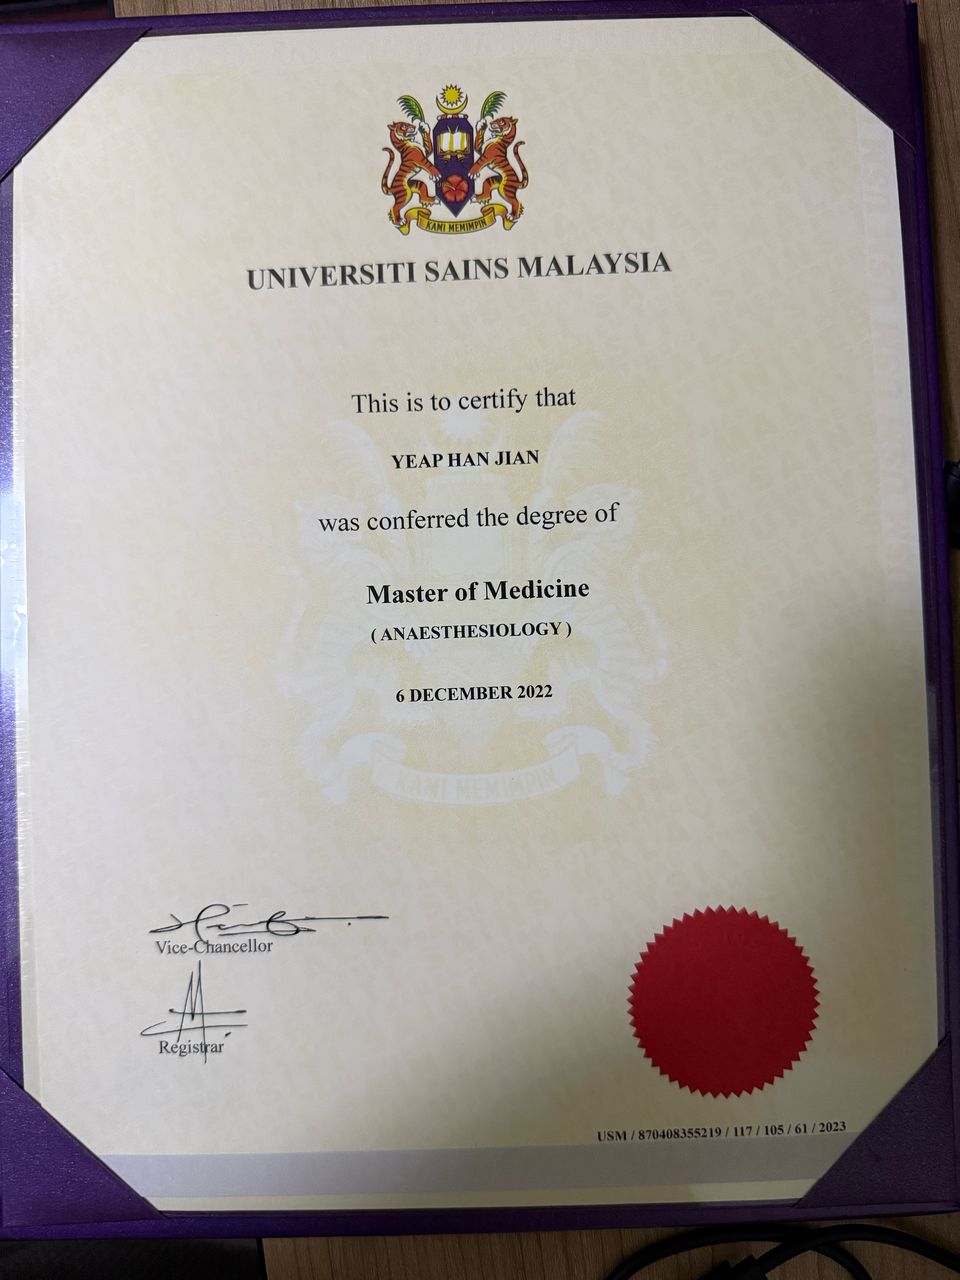 KAMI MEMIMPIN
UNIVERSITI SAINS MALAYSIA
This is to certify that
YEAP HAN JIAN
was conferred the degree of
Master of Medicine
( ANAESTHESIOLOGY )
6 DECEMBER 2022
KAMI MEMIMPIN
Vice-Chancellor
Registrar
USM / 870408355219 / 117 / 105 / 61 / 2023